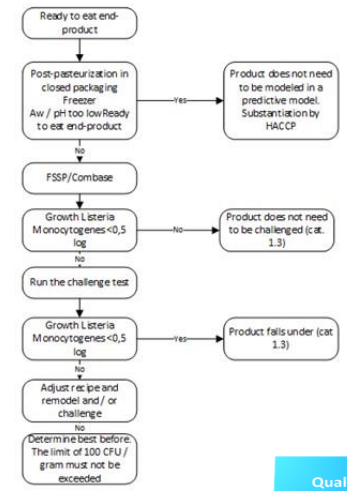 Ready to eat end-
product
Post-pasteurization in
closed packaging
Freezer
Aw / pH too lowReady
to eat end-product
Yes
Product does not need
to be modeled in a
predictive model.
Substantiation by
HACCP
No
FSSP/Combase
Growth Listeria
Monocytogenes<0,5
log
No
Product does not need
to be challenged (cat.
1.3)
No
Run the challenge test
Growth Listeria
Monocytogenes<0,5
log
Yes
Product falls under (cat
1.3)
No
Adjust recipe and
remodel and / or
challenge
No
Determine best before.
The limit of 100 CFU /
gram must not be
exceeded
Qual